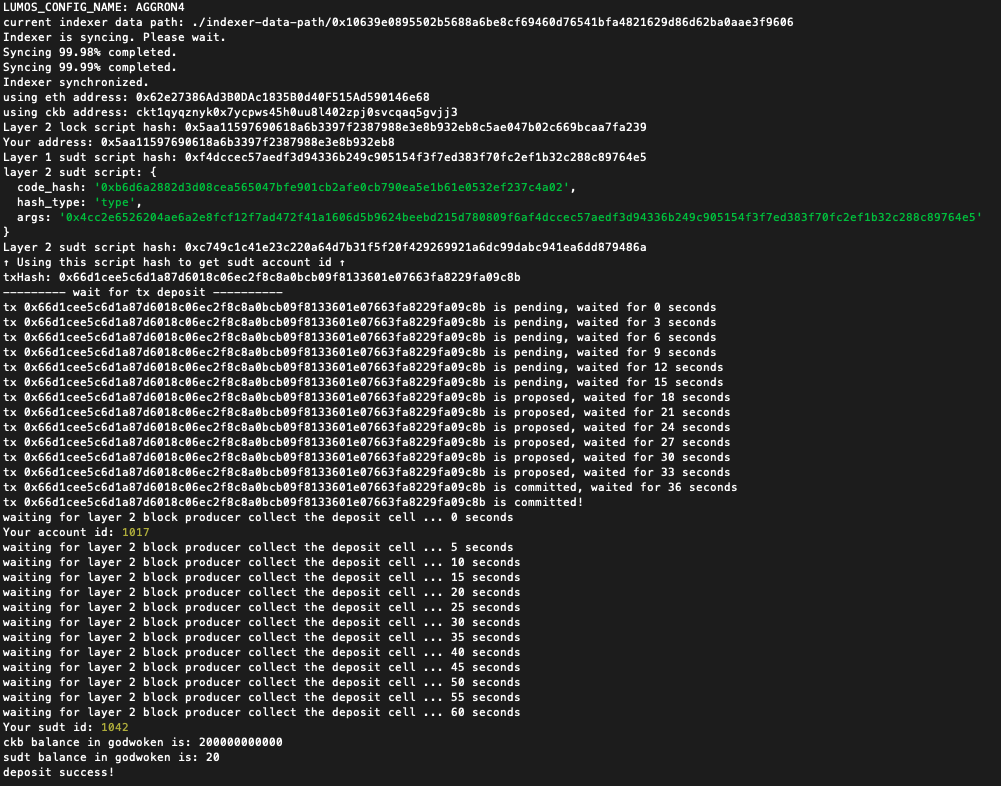 LUMOS_CONFIG_NAME: AGGRON4
current indexer data path: ./indexer-data-path/0x10639e0895502b5688a6be8cf69460d76541bfa4821629d86d62ba0aae3f9606
Indexer is syncing. Please wait.
Syncing 99.98% completed.
Syncing 99.99% completed.
Indexer synchronized.
using eth address: 0x62e27386Ad3B0DAc1835B0d40F515Ad590146e68
using ckb address: ckt1qyqznyk0x7ycpws45h0uu8l402zpj0svcqaq5gvjj3
Layer 2 lock script hash: 0x5aa11597690618a6b3397f2387988e3e8b932eb8c5ae047b02c669bcaa7fa239
Your address: 0x5aa11597690618a6b3397f2387988e3e8b932eb8
Layer 1 sudt script hash: 0xf4dccec57aedf3d94336b249c905154f3f7ed383f70fc2ef1b32c288c89764e5
layer 2 sudt script: {
  code_hash: '0xb6d6a2882d3d08cea565047bfe901cb2afe0cb790ea5e1b61e0532ef237c4a02',
  hash_type: 'type',
  args: '0x4cc2e6526204ae6a2e8fcf12f7ad472f41a1606d5b9624beebd215d780809f6af4dccec57aedf3d94336b249c905154f3f7ed383f70fc2ef1b32c288c89764e5'
}
Layer 2 sudt script hash: 0xc749c1c41e23c220a64d7b31f5f20f429269921a6dc99dabc941ea6dd879486a
↑ Using this script hash to get sudt account id ↑
txHash: 0x66d1cee5c6d1a87d6018c06ec2f8c8a0bcb09f8133601e07663fa8229fa09c8b
--------- wait for tx deposit ----------
tx 0x66d1cee5c6d1a87d6018c06ec2f8c8a0bcb09f8133601e07663fa8229fa09c8b is pending, waited for 0 seconds
tx 0x66d1cee5c6d1a87d6018c06ec2f8c8a0bcb09f8133601e07663fa8229fa09c8b is pending, waited for 3 seconds
tx 0x66d1cee5c6d1a87d6018c06ec2f8c8a0bcb09f8133601e07663fa8229fa09c8b is pending, waited for 6 seconds
tx 0x66d1cee5c6d1a87d6018c06ec2f8c8a0bcb09f8133601e07663fa8229fa09c8b is pending, waited for 9 seconds
tx 0x66d1cee5c6d1a87d6018c06ec2f8c8a0bcb09f8133601e07663fa8229fa09c8b is pending, waited for 12 seconds
tx 0x66d1cee5c6d1a87d6018c06ec2f8c8a0bcb09f8133601e07663fa8229fa09c8b is pending, waited for 15 seconds
tx 0x66d1cee5c6d1a87d6018c06ec2f8c8a0bcb09f8133601e07663fa8229fa09c8b is proposed, waited for 18 seconds
tx 0x66d1cee5c6d1a87d6018c06ec2f8c8a0bcb09f8133601e07663fa8229fa09c8b is proposed, waited for 21 seconds
tx 0x66d1cee5c6d1a87d6018c06ec2f8c8a0bcb09f8133601e07663fa8229fa09c8b is proposed, waited for 24 seconds
tx 0x66d1cee5c6d1a87d6018c06ec2f8c8a0bcb09f8133601e07663fa8229fa09c8b is proposed, waited for 27 seconds
tx 0x66d1cee5c6d1a87d6018c06ec2f8c8a0bcb09f8133601e07663fa8229fa09c8b is proposed, waited for 30 seconds
tx 0x66d1cee5c6d1a87d6018c06ec2f8c8a0bcb09f8133601e07663fa8229fa09c8b is proposed, waited for 33 seconds
tx 0x66d1cee5c6d1a87d6018c06ec2f8c8a0bcb09f8133601e07663fa8229fa09c8b is committed, waited for 36 seconds
tx 0x66d1cee5c6d1a87d6018c06ec2f8c8a0bcb09f8133601e07663fa8229fa09c8b is committed!
waiting for layer 2 block producer collect the deposit cell ... 0 seconds
Your account id: 1017
waiting for layer 2 block producer collect the deposit cell ... 5 seconds
waiting for layer 2 block producer collect the deposit cell ... 10 seconds
waiting for layer 2 block producer collect the deposit cell ... 15 seconds
waiting for layer 2 block producer collect the deposit cell ... 20 seconds
waiting for layer 2 block producer collect the deposit cell ... 25 seconds
waiting for layer 2 block producer collect the deposit cell ... 30 seconds
waiting for layer 2 block producer collect the deposit cell ... 35 seconds
waiting for layer 2 block producer collect the deposit cell ... 40 seconds
waiting for layer 2 block producer collect the deposit cell ... 45 seconds
waiting for layer 2 block producer collect the deposit cell ... 50 seconds
waiting for layer 2 block producer collect the deposit cell ... 55 seconds
waiting for layer 2 block producer collect the deposit cell ... 60 seconds
Your sudt id: 1042
ckb balance in godwoken is: 200000000000
sudt balance in godwoken is: 20
deposit success!